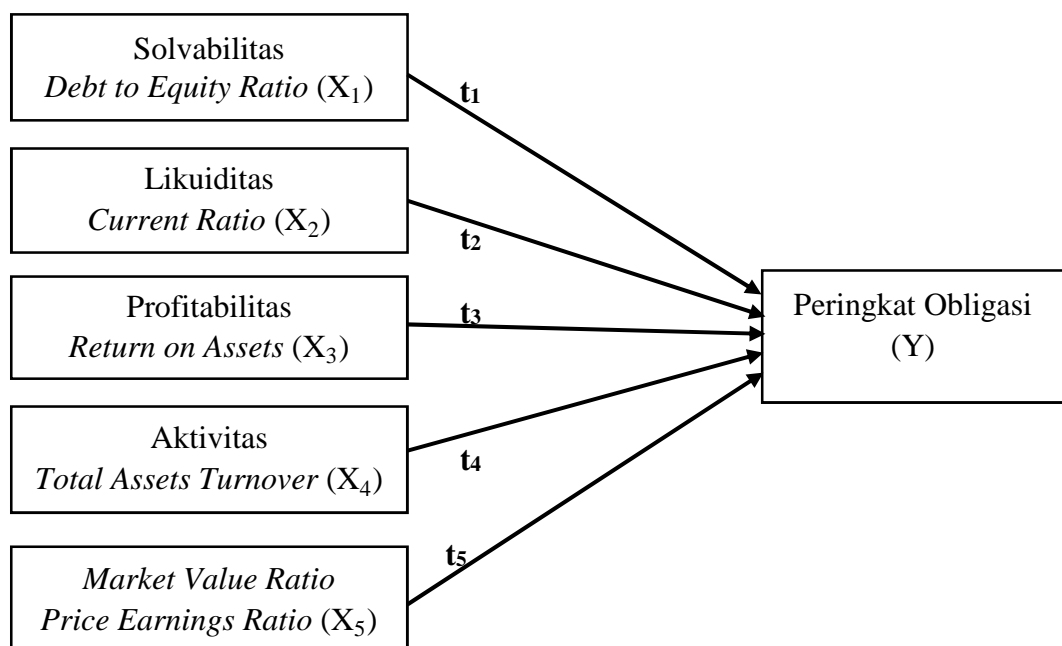 Solvabilitas
Debt to Equity Ratio (X₁)
t₁
Likuiditas
Current Ratio (X₂)
t₂
Profitabilitas
Return on Assets (X₃)
t₃
Peringkat Obligasi
(Y)
Aktivitas
Total Assets Turnover (X₄)
t₄
Market Value Ratio
Price Earnings Ratio (X₅)
t₅